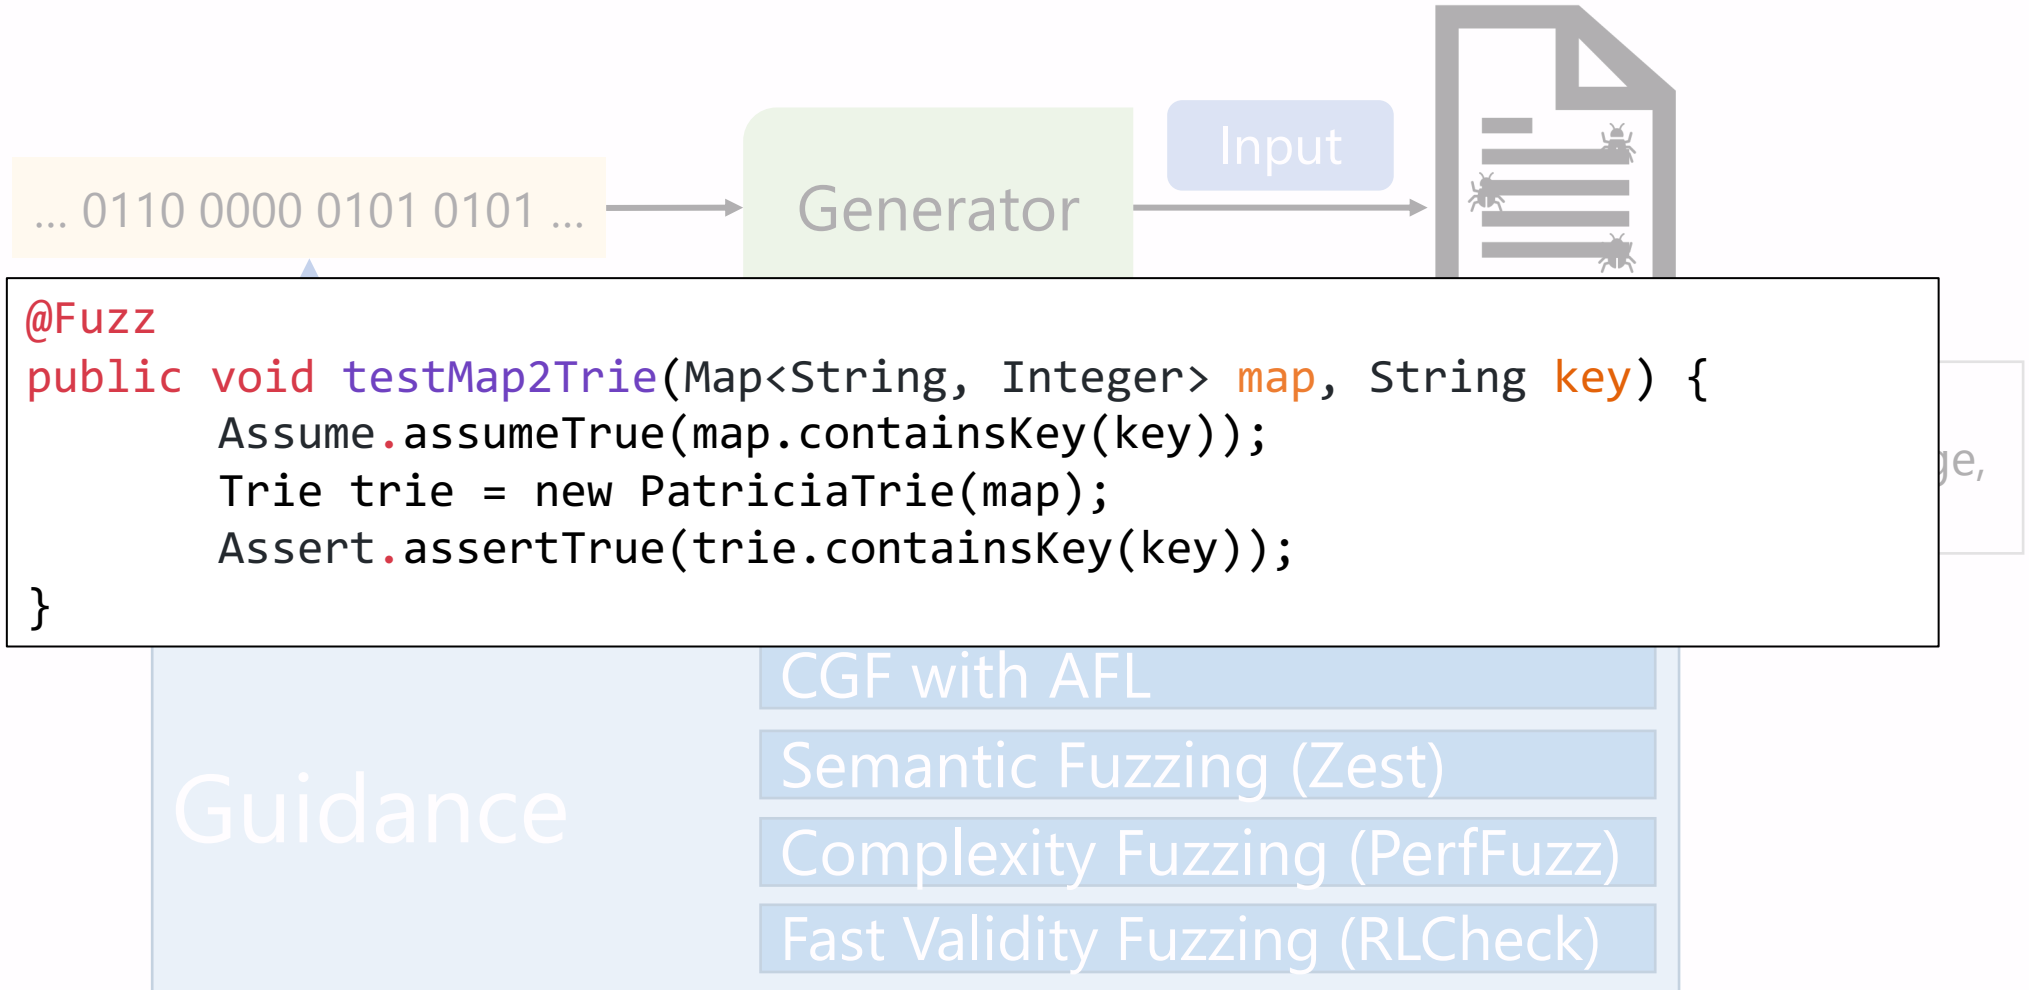 Input
... 0110 0000 0101 0101 ...
Generator
@Fuzz
public void testMap2Trie(Map<String, Integer> map, String key) {
Assume.assumeTrue(map.containsKey(key));
Trie trie = new PatriciaTrie(map);
Assert.assertTrue(trie.containsKey(key));
}
CGF with AFL
Semantic Fuzzing (Zest)
Guidance
Complexity Fuzzing (PerfFuzz)
Fast Validity Fuzzing (RLCheck)